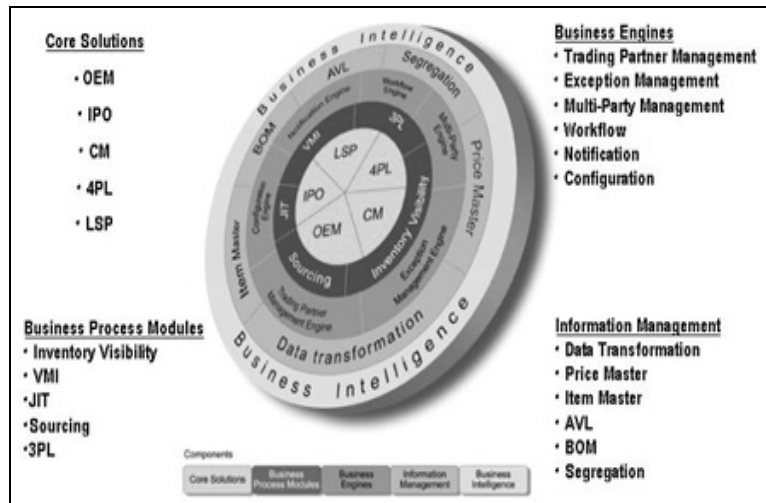 Core Solutions
• OEM
• IPO
• CM
• 4PL
• LSP
Business Engines
• Trading Partner Management
• Exception Management
• Multi-Party Management
• Workflow
• Notification
• Configuration
Business Intelligence
AVL
Segregation
Price Master
Data transformation
Item Master
BOM
Notification Engine
Workflow
Engine
Multi-Party
Engine
Exception
Management Engine
Trading Partner
Management Engine
Configuration
Engine
VMI
3PL
Inventory Visibility
Sourcing
JIT
LSP
4PL
CM
OEM
IPO
Business Intelligence
Business Process Modules
• Inventory Visibility
• VMI
• JIT
• Sourcing
• 3PL
Information Management
• Data Transformation
• Price Master
• Item Master
• AVL
• BOM
• Segregation
Components
Core Solutions
Business
Process Modules
Business
Engines
Information
Management
Business
Intelligence